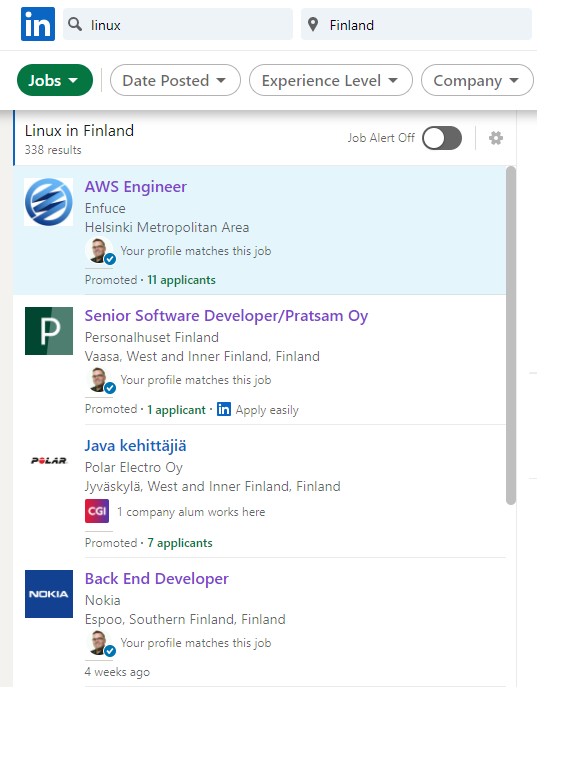 in linux Finland
Jobs Date Posted Experience Level Company
Linux in Finland
338 results
Job Alert Off
AWS Engineer
Enfuce
Helsinki Metropolitan Area
Your profile matches this job
Promoted · 11 applicants
P
Senior Software Developer/Pratsam Oy
Personalhuset Finland
Vaasa, West and Inner Finland, Finland
Your profile matches this job
Promoted · 1 applicant · in Apply easily
POLAR
Java kehittäjiä
Polar Electro Oy
Jyväskylä, West and Inner Finland, Finland
CGI 1 company alum works here
Promoted · 7 applicants
NOKIA
Back End Developer
Nokia
Espoo, Southern Finland, Finland
Your profile matches this job
4 weeks ago